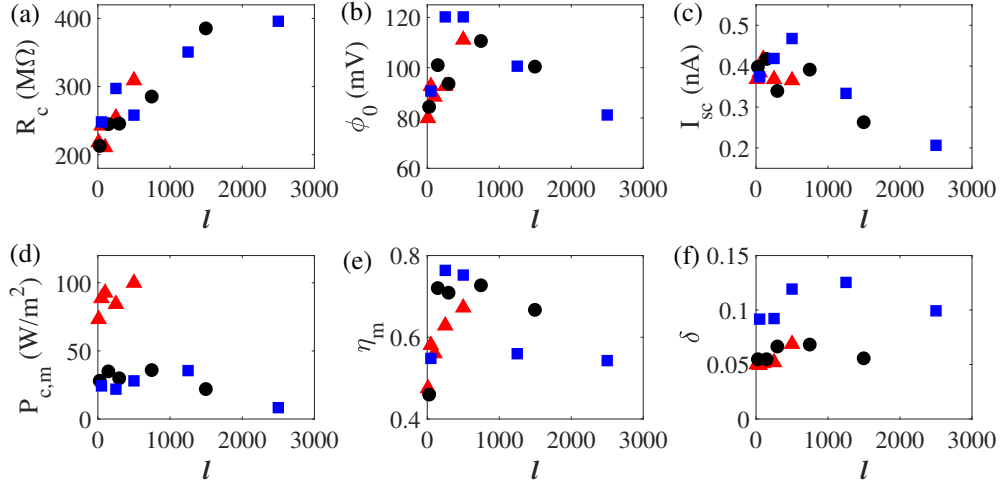 (a)
R_c (MΩ)
400
300
200
0 1000 2000 3000
l
(b)
ϕ_0 (mV)
120
100
80
60
0 1000 2000 3000
l
(c)
I_sc (nA)
0.5
0.4
0.3
0.2
0 1000 2000 3000
l
(d)
P_c,m (W/m^2)
100
50
0
0 1000 2000 3000
l
(e)
η_m
0.8
0.6
0.4
0 1000 2000 3000
l
(f)
δ
0.15
0.1
0.05
0
0 1000 2000 3000
l